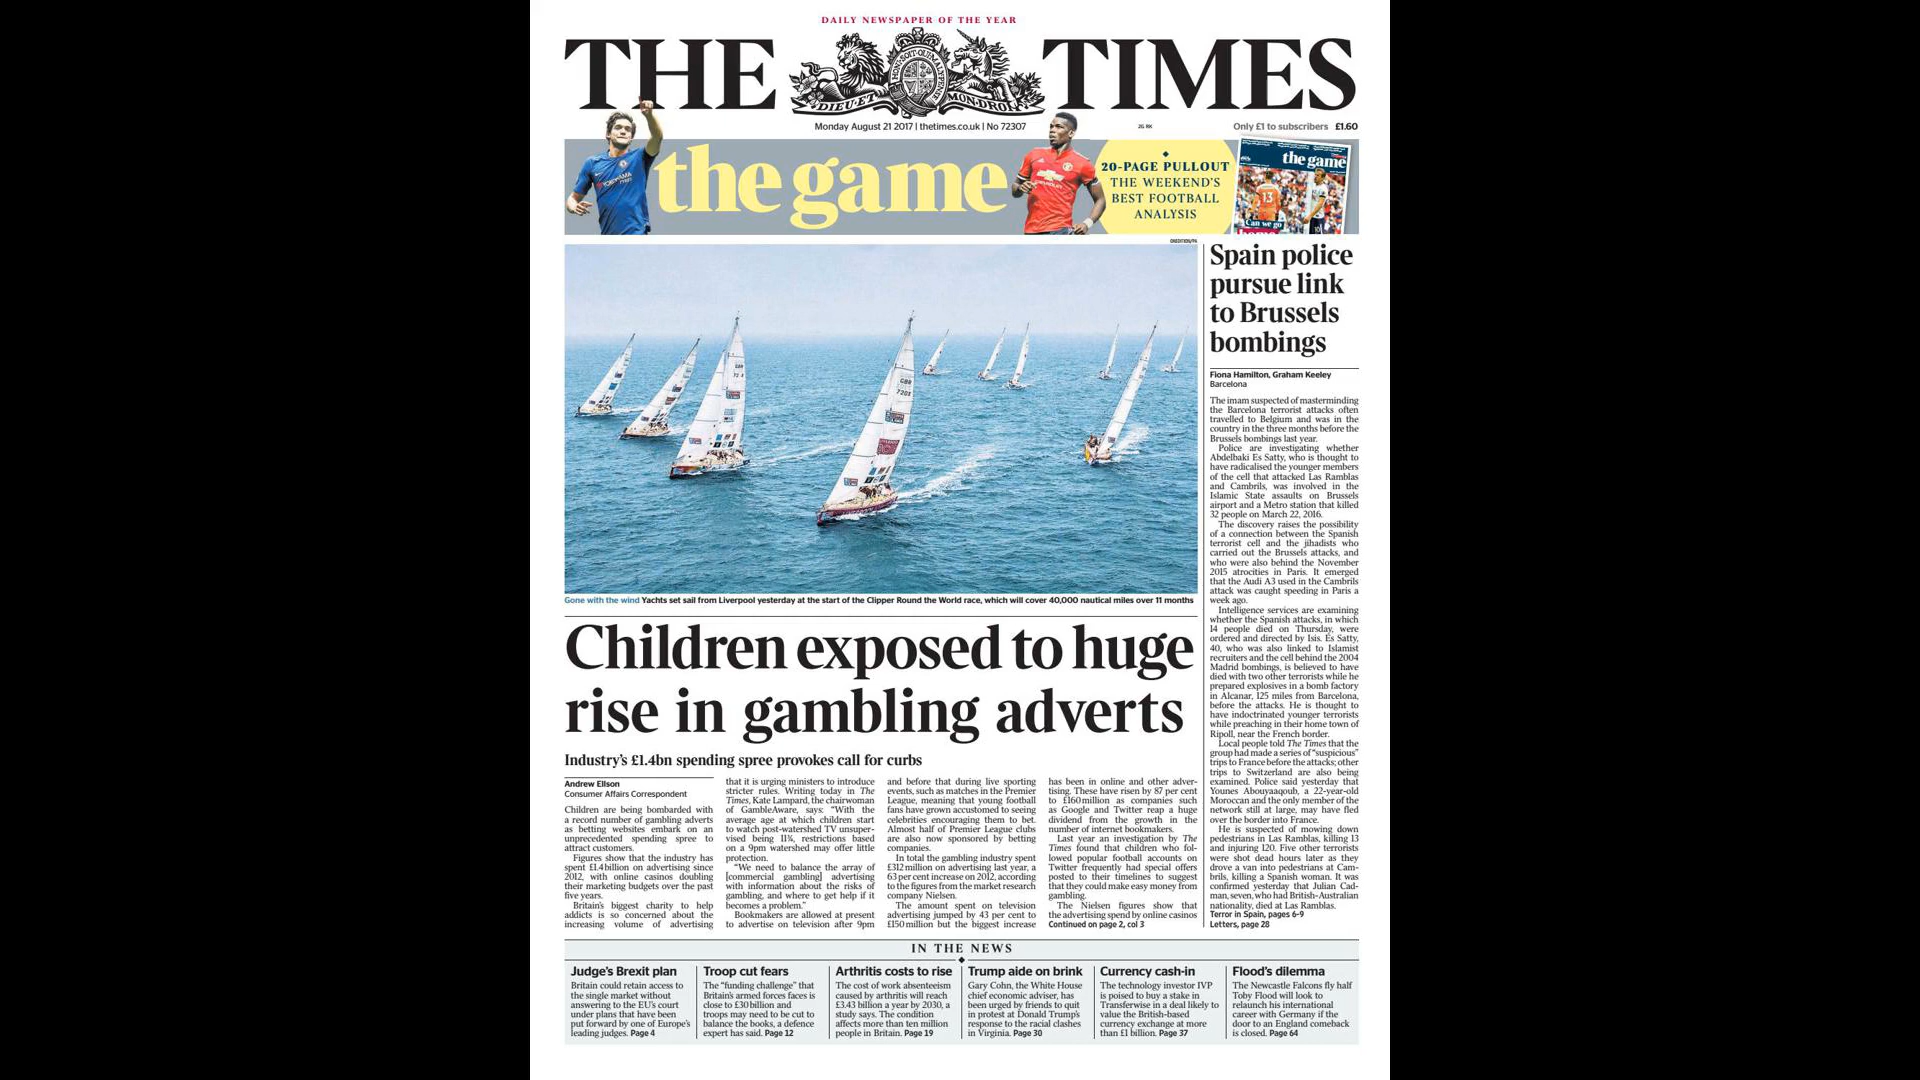 DAILY NEWSPAPER OF THE YEAR
THE TIMES
DIEU·ET MON·DROIT
Monday August 21 2017 | thetimes.co.uk | No 72307
2G RK
Only £1 to subscribers £1.60
the game
20-PAGE PULLOUT
THE WEEKEND'S
BEST FOOTBALL
ANALYSIS
the game
13
Can we go
ONEDITION/PA
GBR
7208
Gone with the wind Yachts set sail from Liverpool yesterday at the start of the Clipper Round the World race, which will cover 40,000 nautical miles over 11 months
Children exposed to huge
rise in gambling adverts
Industry's £1.4bn spending spree provokes call for curbs
Andrew Ellson
Consumer Affairs Correspondent
Children are being bombarded with
a record number of gambling adverts
as betting websites embark on an
unprecedented spending spree to
attract customers.
Figures show that the industry has
spent £1.4 billion on advertising since
2012, with online casinos doubling
their marketing budgets over the past
five years.
Britain's biggest charity to help
addicts is so concerned about the
increasing volume of advertising
that it is urging ministers to introduce
stricter rules. Writing today in The
Times, Kate Lampard, the chairwoman
of GambleAware, says: "With the
average age at which children start
to watch post-watershed TV unsuper-
vised being 11¾, restrictions based
on a 9pm watershed may offer little
protection.
"We need to balance the array of
[commercial gambling] advertising
with information about the risks of
gambling, and where to get help if it
becomes a problem."
Bookmakers are allowed at present
to advertise on television after 9pm
and before that during live sporting
events, such as matches in the Premier
League, meaning that young football
fans have grown accustomed to seeing
celebrities encouraging them to bet.
Almost half of Premier League clubs
are also now sponsored by betting
companies.
In total the gambling industry spent
£312 million on advertising last year, a
63 per cent increase on 2012, according
to the figures from the market research
company Nielsen.
The amount spent on television
advertising jumped by 43 per cent to
£150 million but the biggest increase
has been in online and other adver-
tising. These have risen by 87 per cent
to £160 million as companies such
as Google and Twitter reap a huge
dividend from the growth in the
number of internet bookmakers.
Last year an investigation by The
Times found that children who fol-
lowed popular football accounts on
Twitter frequently had special offers
posted to their timelines to suggest
that they could make easy money from
gambling.
The Nielsen figures show that
the advertising spend by online casinos
Continued on page 2, col 3
Spain police
pursue link
to Brussels
bombings
Fiona Hamilton, Graham Keeley
Barcelona
The imam suspected of masterminding
the Barcelona terrorist attacks often
travelled to Belgium and was in the
country in the three months before the
Brussels bombings last year.
Police are investigating whether
Abdelbaki Es Satty, who is thought to
have radicalised the younger members
of the cell that attacked Las Ramblas
and Cambrils, was involved in the
Islamic State assaults on Brussels
airport and a Metro station that killed
32 people on March 22, 2016.
The discovery raises the possibility
of a connection between the Spanish
terrorist cell and the jihadists who
carried out the Brussels attacks, and
who were also behind the November
2015 atrocities in Paris. It emerged
that the Audi A3 used in the Cambrils
attack was caught speeding in Paris a
week ago.
Intelligence services are examining
whether the Spanish attacks, in which
14 people died on Thursday, were
ordered and directed by Isis. Es Satty,
40, who was also linked to Islamist
recruiters and the cell behind the 2004
Madrid bombings, is believed to have
died with two other terrorists while he
prepared explosives in a bomb factory
in Alcanar, 125 miles from Barcelona,
before the attacks. He is thought to
have indoctrinated younger terrorists
while preaching in their home town of
Ripoll, near the French border.
Local people told The Times that the
group had made a series of "suspicious"
trips to France before the attacks; other
trips to Switzerland are also being
examined. Police said yesterday that
Younes Abouyaaqoub, a 22-year-old
Moroccan and the only member of the
network still at large, may have fled
over the border into France.
He is suspected of mowing down
pedestrians in Las Ramblas, killing 13
and injuring 120. Five other terrorists
were shot dead hours later as they
drove a van into pedestrians at Cam-
brils, killing a Spanish woman. It was
confirmed yesterday that Julian Cad-
man, seven, who had British-Australian
nationality, died at Las Ramblas.
Terror in Spain, pages 6-9
Letters, page 28
IN THE NEWS
Judge's Brexit plan
Britain could retain access to
the single market without
answering to the EU's court
under plans that have been
put forward by one of Europe's
leading judges. Page 4
Troop cut fears
The "funding challenge" that
Britain's armed forces faces is
close to £30 billion and
troops may need to be cut to
balance the books, a defence
expert has said. Page 12
Arthritis costs to rise
The cost of work absenteeism
caused by arthritis will reach
£3.43 billion a year by 2030, a
study says. The condition
affects more than ten million
people in Britain. Page 19
Trump aide on brink
Gary Cohn, the White House
chief economic adviser, has
been urged by friends to quit
in protest at Donald Trump's
response to the racial clashes
in Virginia. Page 30
Currency cash-in
The technology investor IVP
is poised to buy a stake in
Transferwise in a deal likely to
value the British-based
currency exchange at more
than £1 billion. Page 37
Flood's dilemma
The Newcastle Falcons fly half
Toby Flood will look to
relaunch his international
career with Germany if the
door to an England comeback
is closed. Page 64